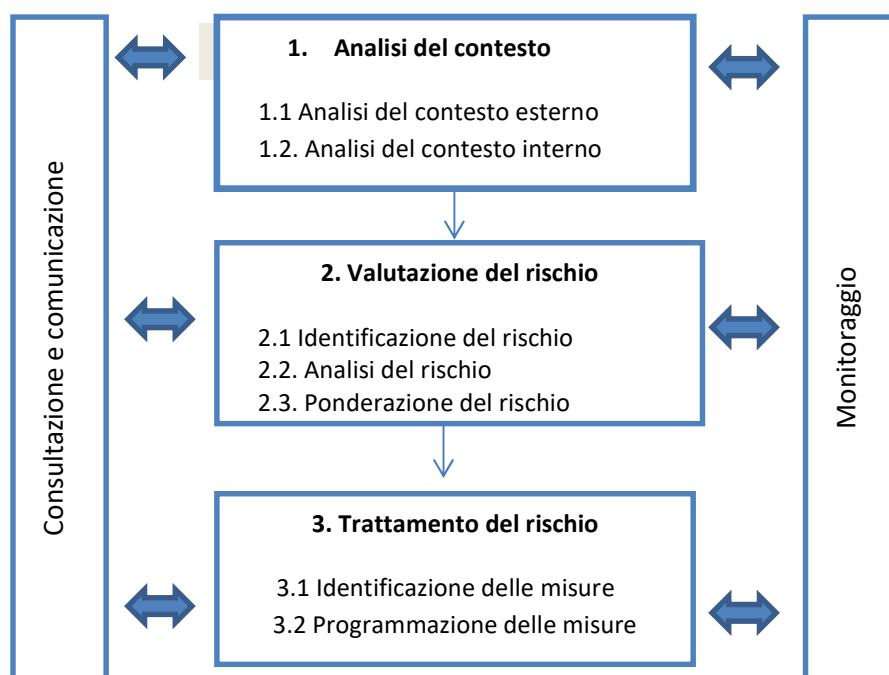 Consultazione e comunicazione
1. Analisi del contesto
1.1 Analisi del contesto esterno
1.2. Analisi del contesto interno
2. Valutazione del rischio
2.1 Identificazione del rischio
2.2. Analisi del rischio
2.3. Ponderazione del rischio
3. Trattamento del rischio
3.1 Identificazione delle misure
3.2 Programmazione delle misure
Monitoraggio